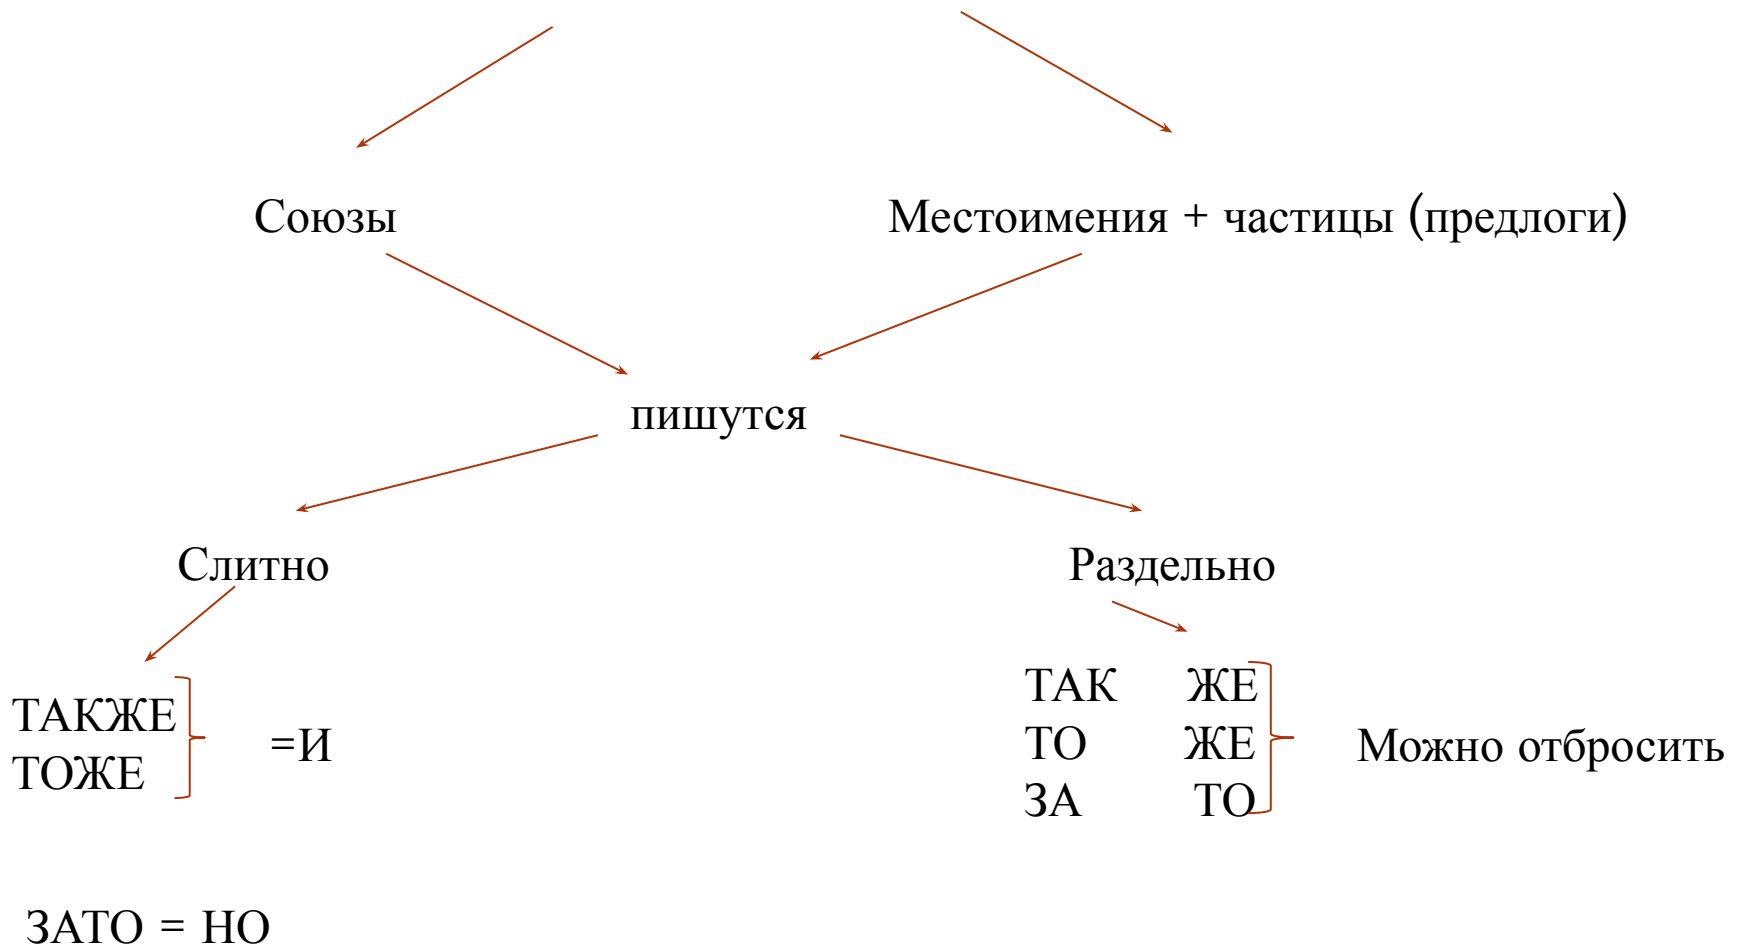 Союзы
Местоимения + частицы (предлоги)
пишутся
Слитно
Раздельно
ТАКЖЕ
ТОЖЕ
=И
ТАК ЖЕ
ТО ЖЕ
ЗА ТО
Можно отбросить
ЗАТО = НО